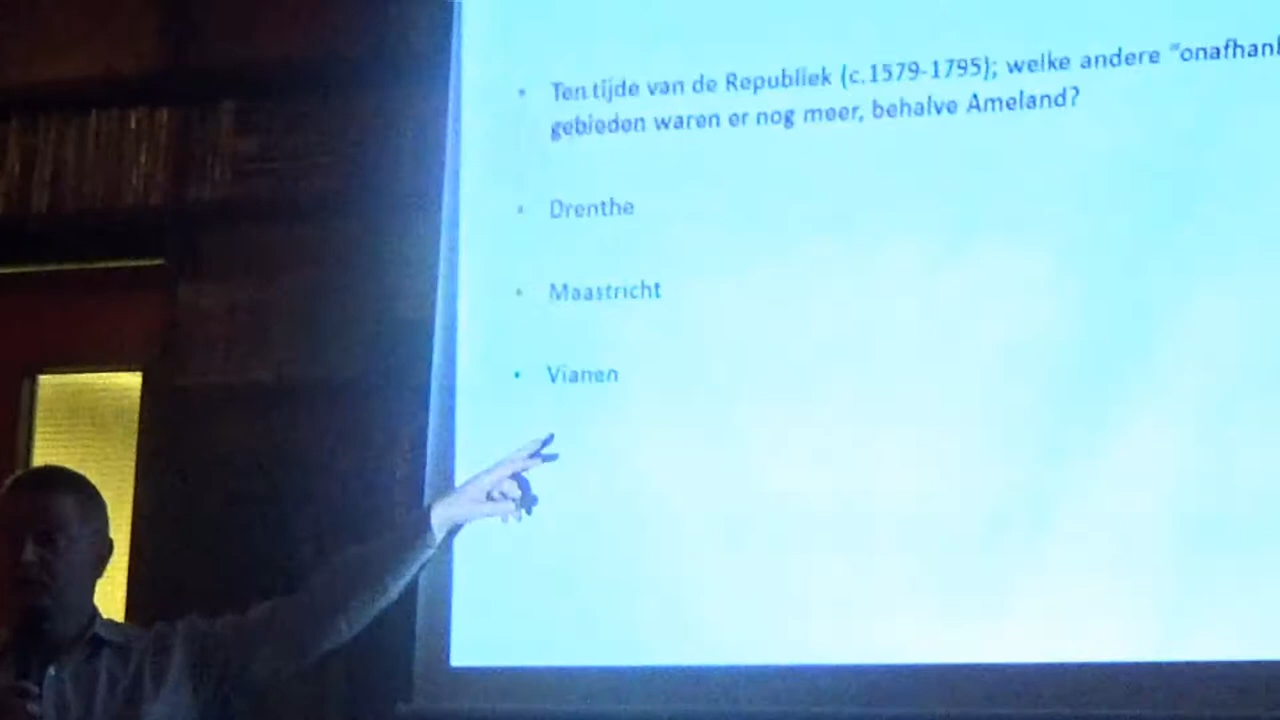 • Ten tijde van de Republiek (c.1579-1795); welke andere "onafhankl
gebieden waren er nog meer, behalve Ameland?
• Drenthe
• Maastricht
• Vianen